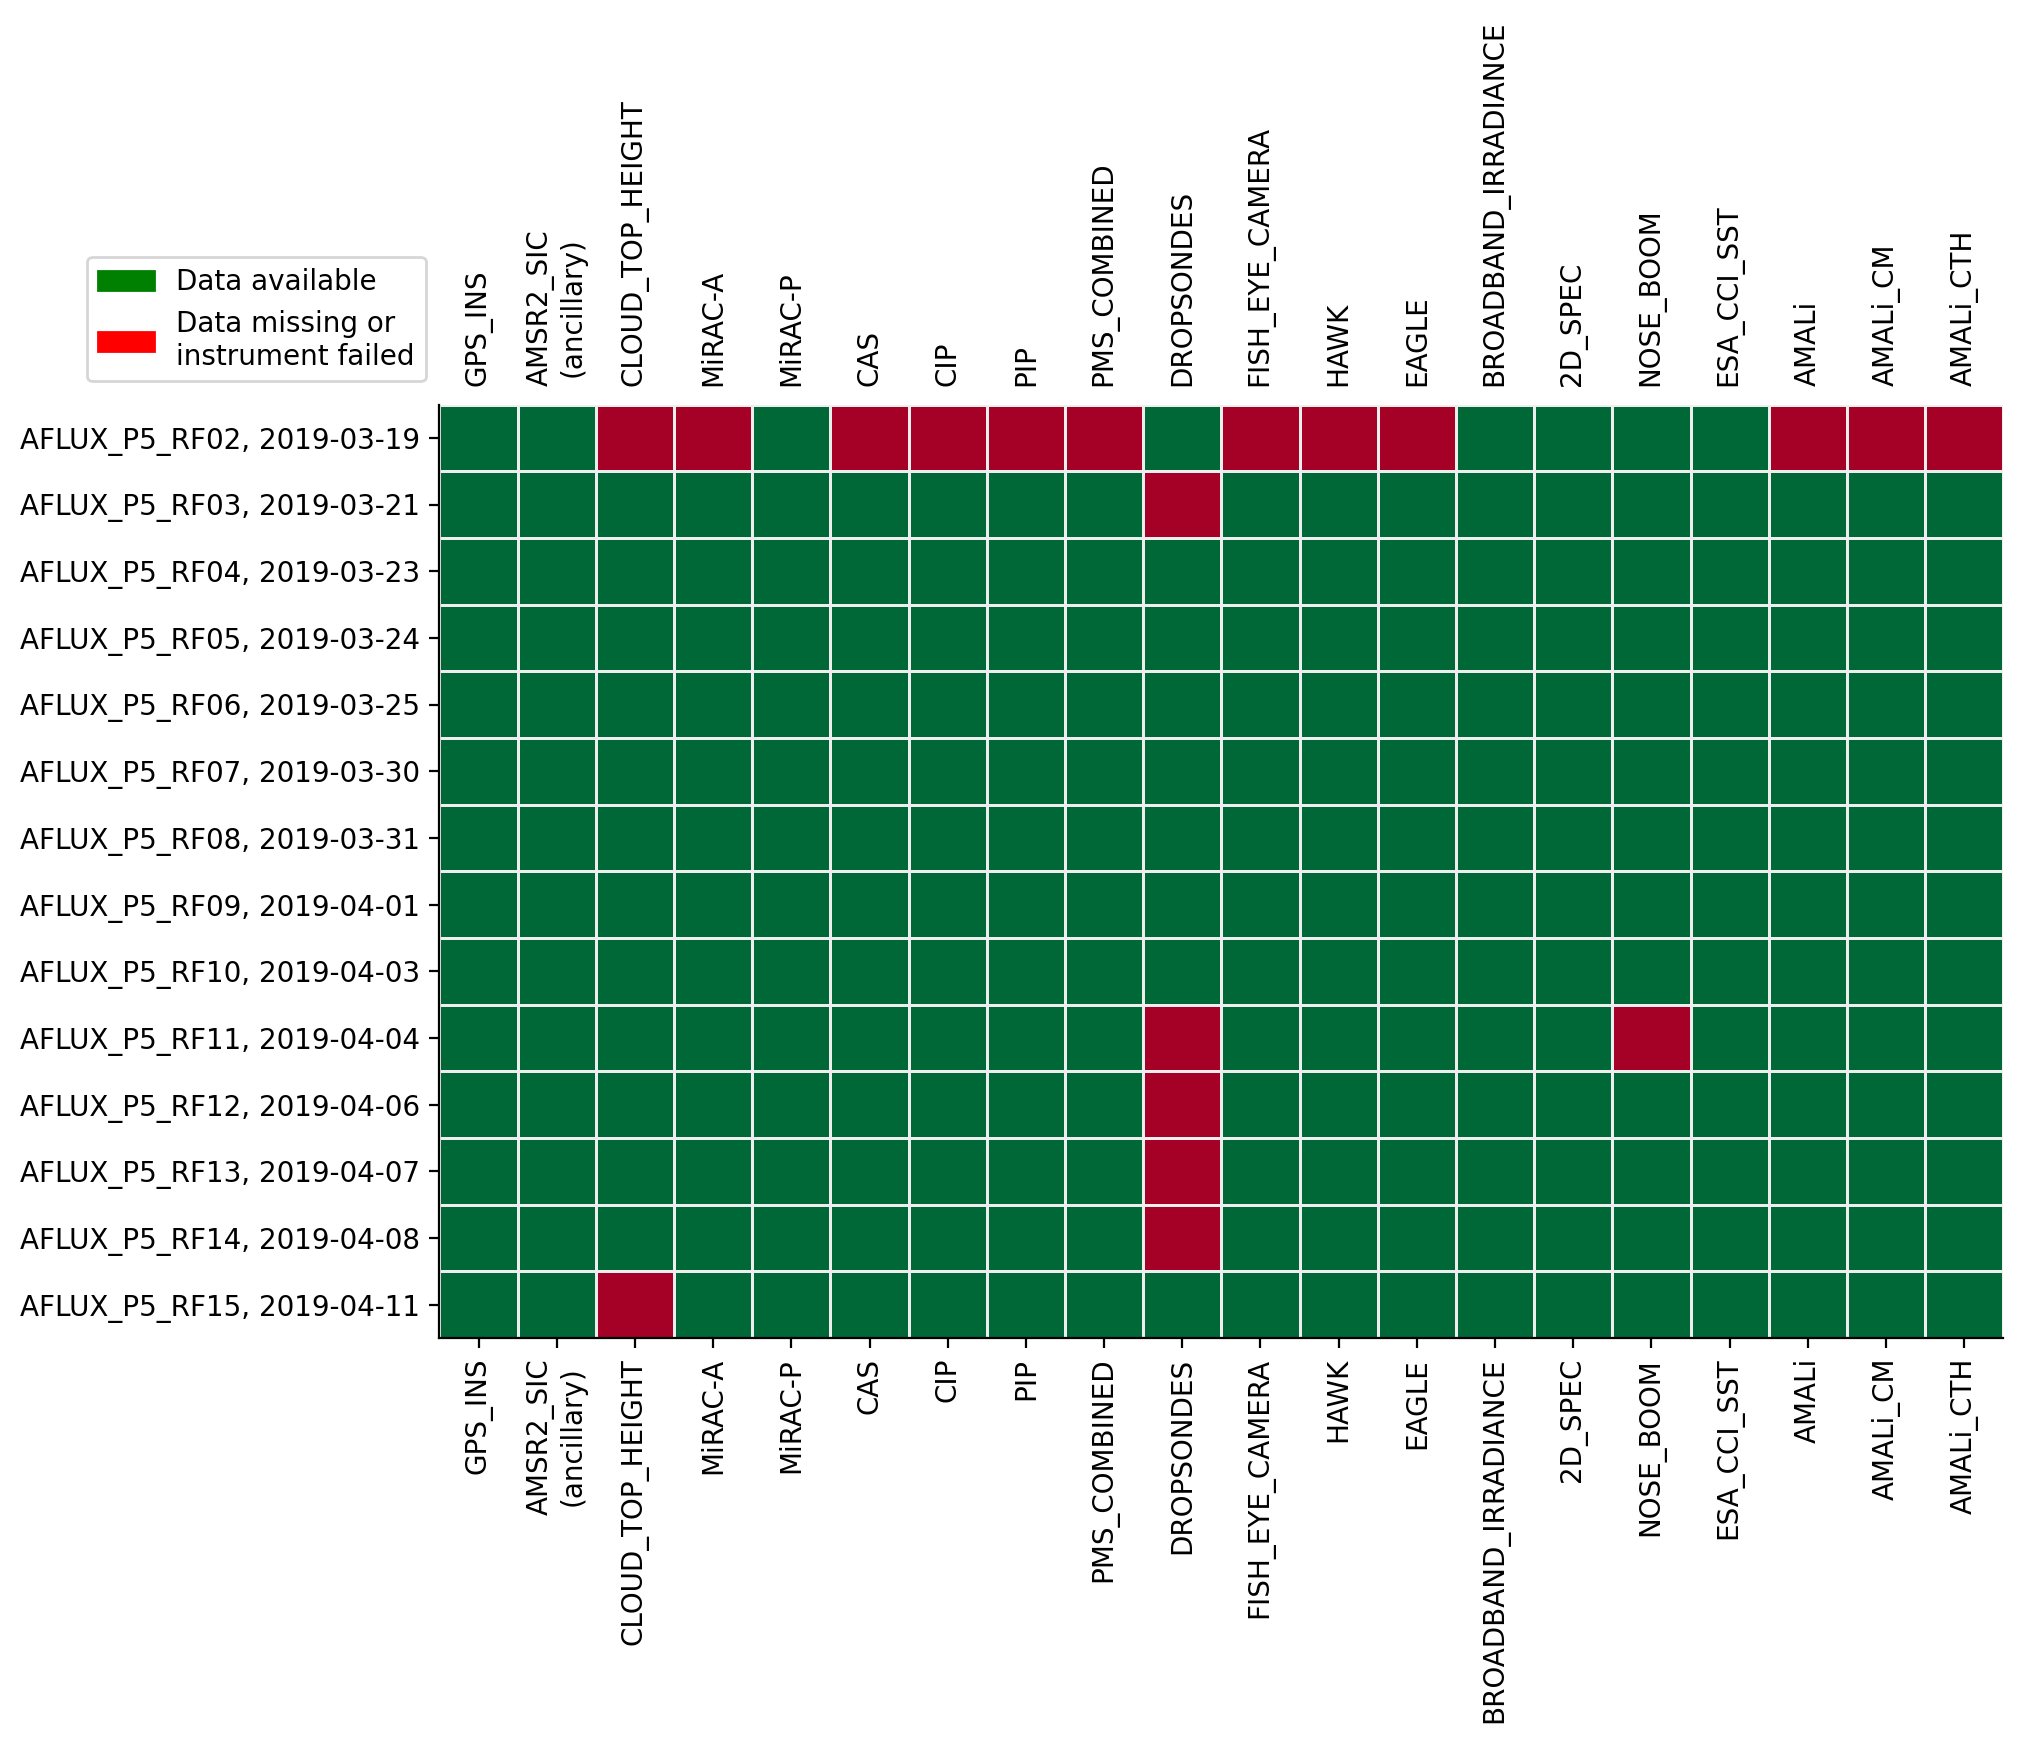 Data available
Data missing or
instrument failed
GPS_INS
AMSR2_SIC
(ancillary)
CLOUD_TOP_HEIGHT
MiRAC-A
MiRAC-P
CAS
CIP
PIP
PMS_COMBINED
DROPSONDES
FISH_EYE_CAMERA
HAWK
EAGLE
BROADBAND_IRRADIANCE
2D_SPEC
NOSE_BOOM
ESA_CCI_SST
AMALi
AMALi_CM
AMALi_CTH
AFLUX_P5_RF02, 2019-03-19
AFLUX_P5_RF03, 2019-03-21
AFLUX_P5_RF04, 2019-03-23
AFLUX_P5_RF05, 2019-03-24
AFLUX_P5_RF06, 2019-03-25
AFLUX_P5_RF07, 2019-03-30
AFLUX_P5_RF08, 2019-03-31
AFLUX_P5_RF09, 2019-04-01
AFLUX_P5_RF10, 2019-04-03
AFLUX_P5_RF11, 2019-04-04
AFLUX_P5_RF12, 2019-04-06
AFLUX_P5_RF13, 2019-04-07
AFLUX_P5_RF14, 2019-04-08
AFLUX_P5_RF15, 2019-04-11
GPS_INS
AMSR2_SIC
(ancillary)
CLOUD_TOP_HEIGHT
MiRAC-A
MiRAC-P
CAS
CIP
PIP
PMS_COMBINED
DROPSONDES
FISH_EYE_CAMERA
HAWK
EAGLE
BROADBAND_IRRADIANCE
2D_SPEC
NOSE_BOOM
ESA_CCI_SST
AMALi
AMALi_CM
AMALi_CTH